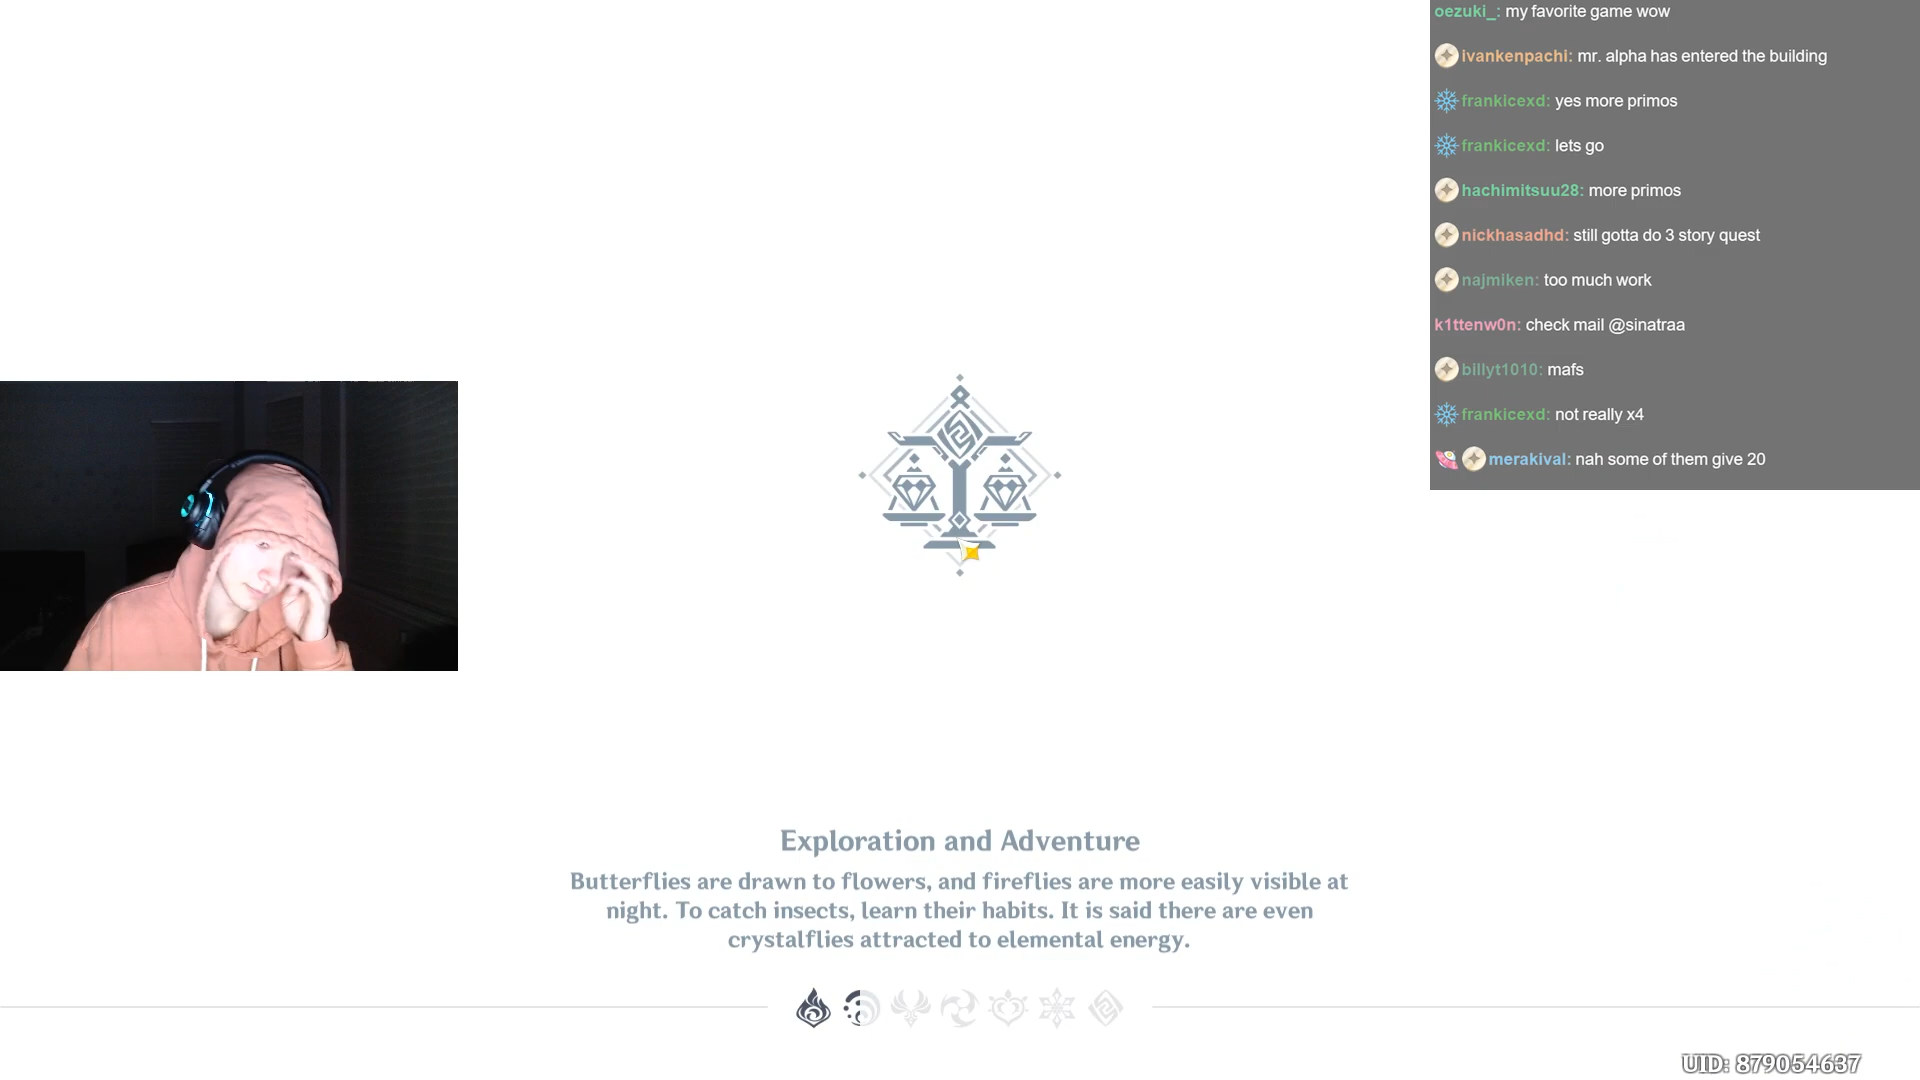 oezuki_: my favorite game wow
ivankenpachi: mr. alpha has entered the building
frankicexd: yes more primos
frankicexd: lets go
hachimitsuu28: more primos
nickhasadhd: still gotta do 3 story quest
najmiken: too much work
k1ttenw0n: check mail @sinatraa
billyt1010: mafs
frankicexd: not really x4
merakival: nah some of them give 20
Exploration and Adventure
Butterflies are drawn to flowers, and fireflies are more easily visible at
night. To catch insects, learn their habits. It is said there are even
crystalflies attracted to elemental energy.
UID: 879054637